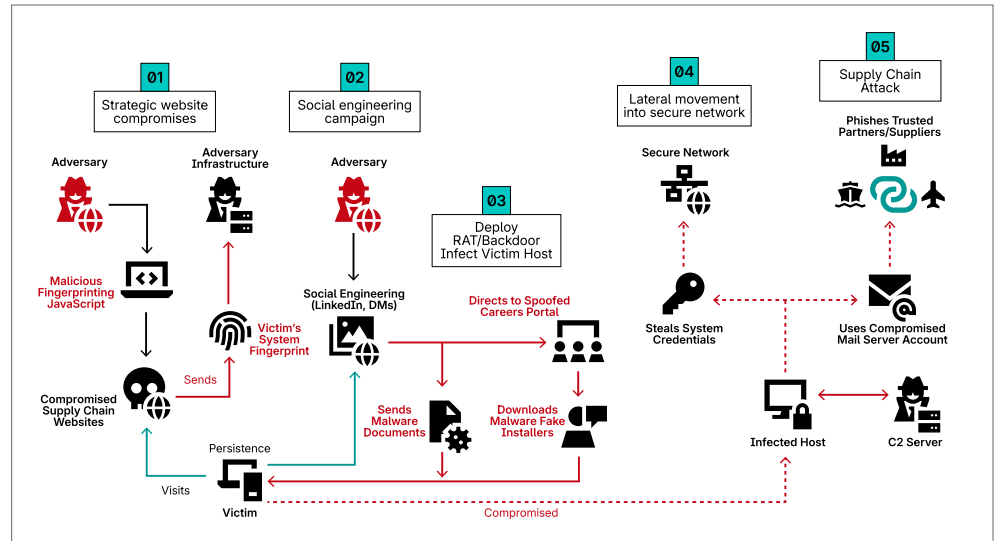 01
Strategic website
compromises
02
Social engineering
campaign
03
Deploy
RAT/Backdoor
Infect Victim Host
04
Lateral movement
into secure network
05
Supply Chain
Attack
Adversary
Adversary
Infrastructure
Adversary
Secure Network
Phishes Trusted
Partners/Suppliers
Malicious
Fingerprinting
JavaScript
Victim's
System
Fingerprint
Sends
Compromised
Supply Chain
Websites
Visits
Persistence
Victim
Social Engineering
(LinkedIn, DMs)
Directs to Spoofed
Careers Portal
Sends
Malware
Documents
Downloads
Malware Fake
Installers
Compromised
Steals System
Credentials
Uses Compromised
Mail Server Account
Infected Host
C2 Server